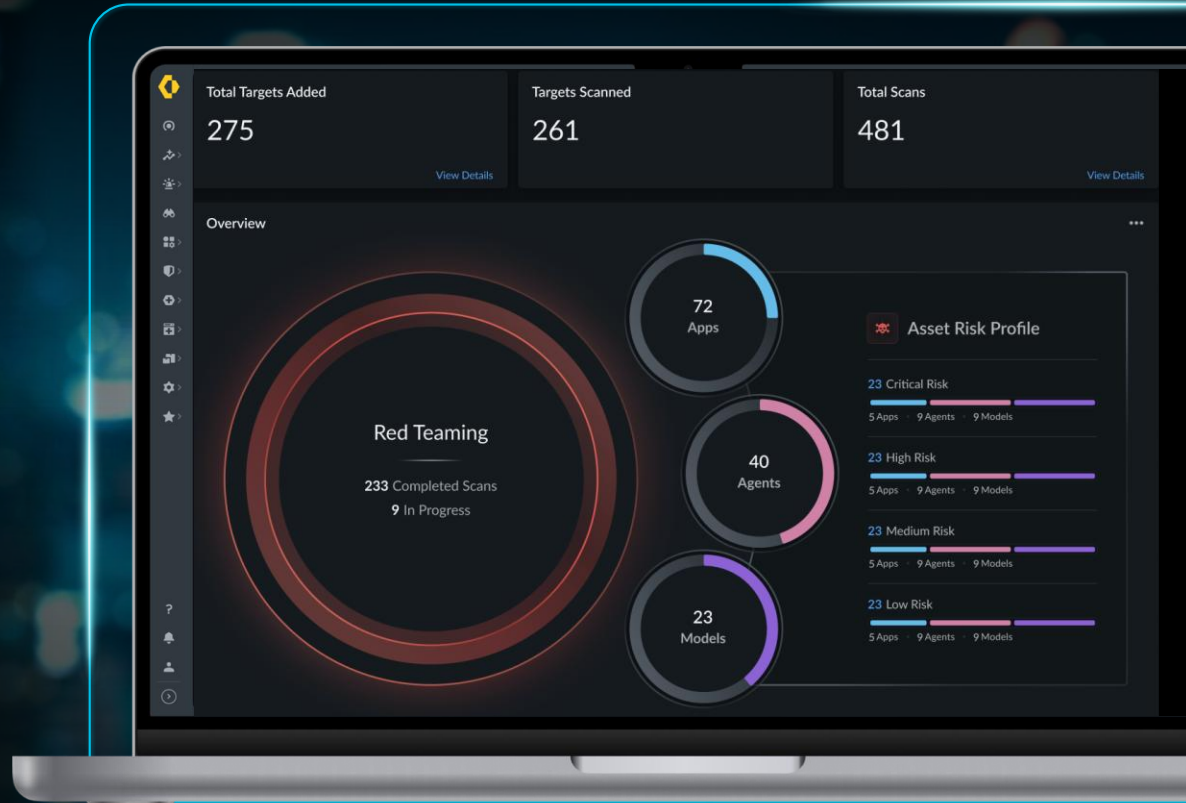 Total Targets Added
275
View Details
Targets Scanned
261
Total Scans
481
View Details
Overview
Red Teaming
233 Completed Scans
9 In Progress
72
Apps
40
Agents
23
Models
Asset Risk Profile
23 Critical Risk
5 Apps · 9 Agents · 9 Models
23 High Risk
5 Apps · 9 Agents · 9 Models
23 Medium Risk
5 Apps · 9 Agents · 9 Models
23 Low Risk
5 Apps · 9 Agents · 9 Models